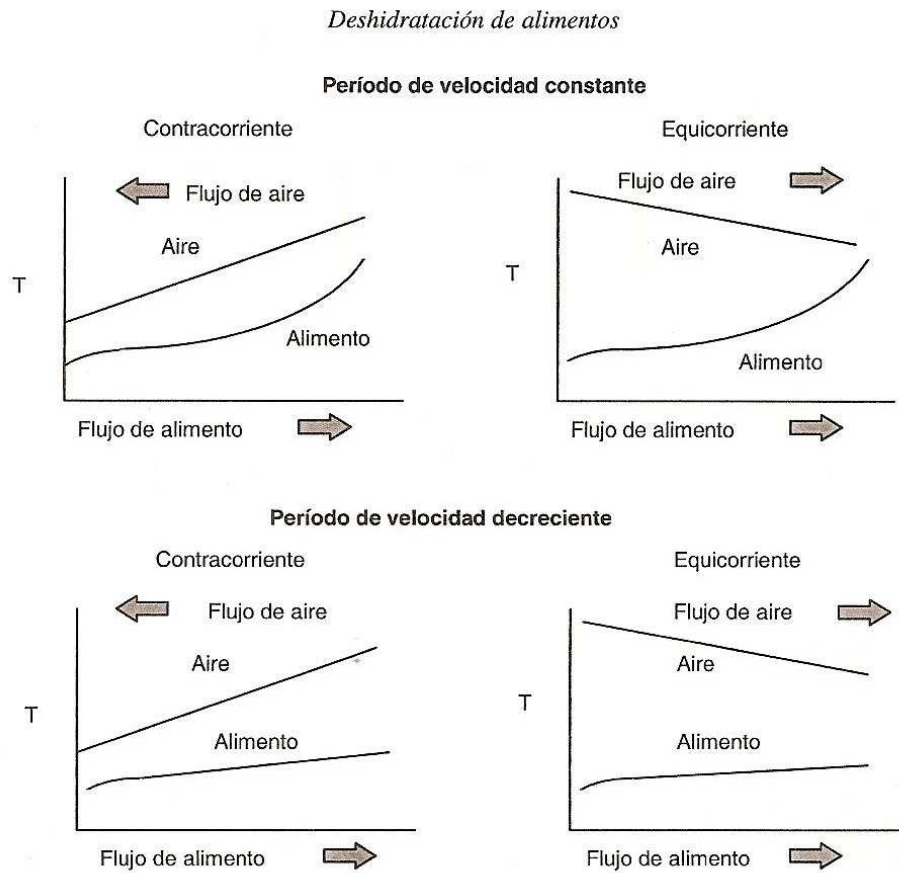 Deshidratación de alimentos
Período de velocidad constante
Contracorriente
Equicorriente
Flujo de aire
Flujo de aire
Aire
Aire
T
T
Alimento
Alimento
Flujo de alimento
Flujo de alimento
Período de velocidad decreciente
Contracorriente
Equicorriente
Flujo de aire
Flujo de aire
Aire
Aire
T
T
Alimento
Alimento
Flujo de alimento
Flujo de alimento